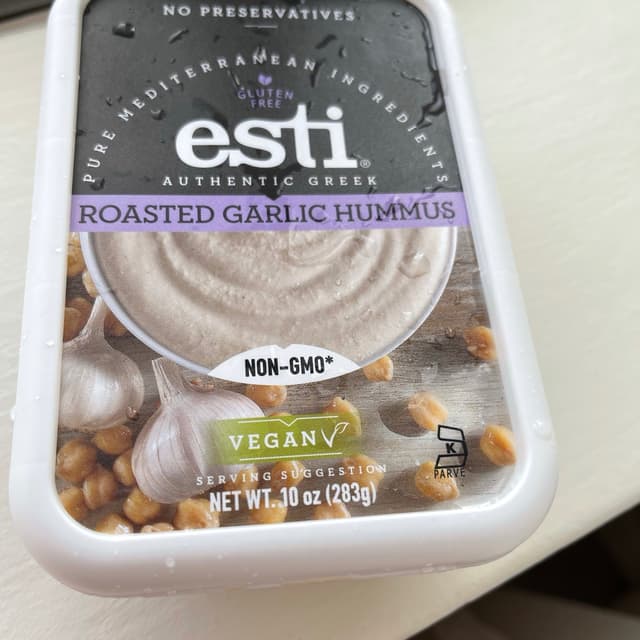 NO PRESERVATIVES
PURE MEDITERRANEAN INGREDIENTS
GLUTEN
FREE
esti®
AUTHENTIC GREEK
ROASTED GARLIC HUMMUS
NON-GMO*
VEGAN
K
PARVE
SERVING SUGGESTION
NET WT. 10 oz (283g)